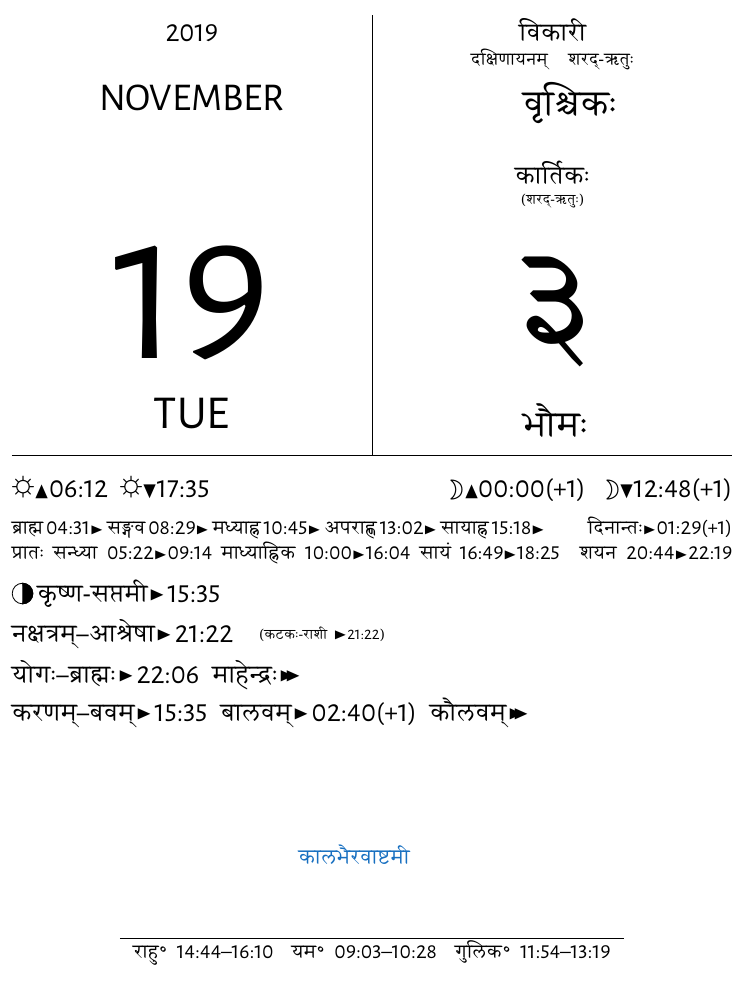 2019
NOVEMBER
19
TUE
विकारी
दक्षिणायनम् शरद्-ऋतुः
वृश्चिकः
कार्तिकः
(शरद्-ऋतुः)
३
भौमः
☼▲06:12 ☼▼17:35 ☽▲00:00(+1) ☽▼12:48(+1)
ब्राह्म 04:31► सङ्गव 08:29► मध्याह्न 10:45► अपराह्ण 13:02► सायाह्न 15:18► दिनान्तः►01:29(+1)
प्रातः सन्ध्या 05:22►09:14 माध्याह्निक 10:00►16:04 सायं 16:49►18:25 शयन 20:44►22:19
◑ कृष्ण-सप्तमी►15:35
नक्षत्रम्–आश्रेषा►21:22 (कटकः-राशी ►21:22)
योगः–ब्राह्मः►22:06 माहेन्द्रः►►
करणम्–बवम्►15:35 बालवम्►02:40(+1) कौलवम्►►
कालभैरवाष्टमी
राहु° 14:44–16:10 यम° 09:03–10:28 गुलिक° 11:54–13:19